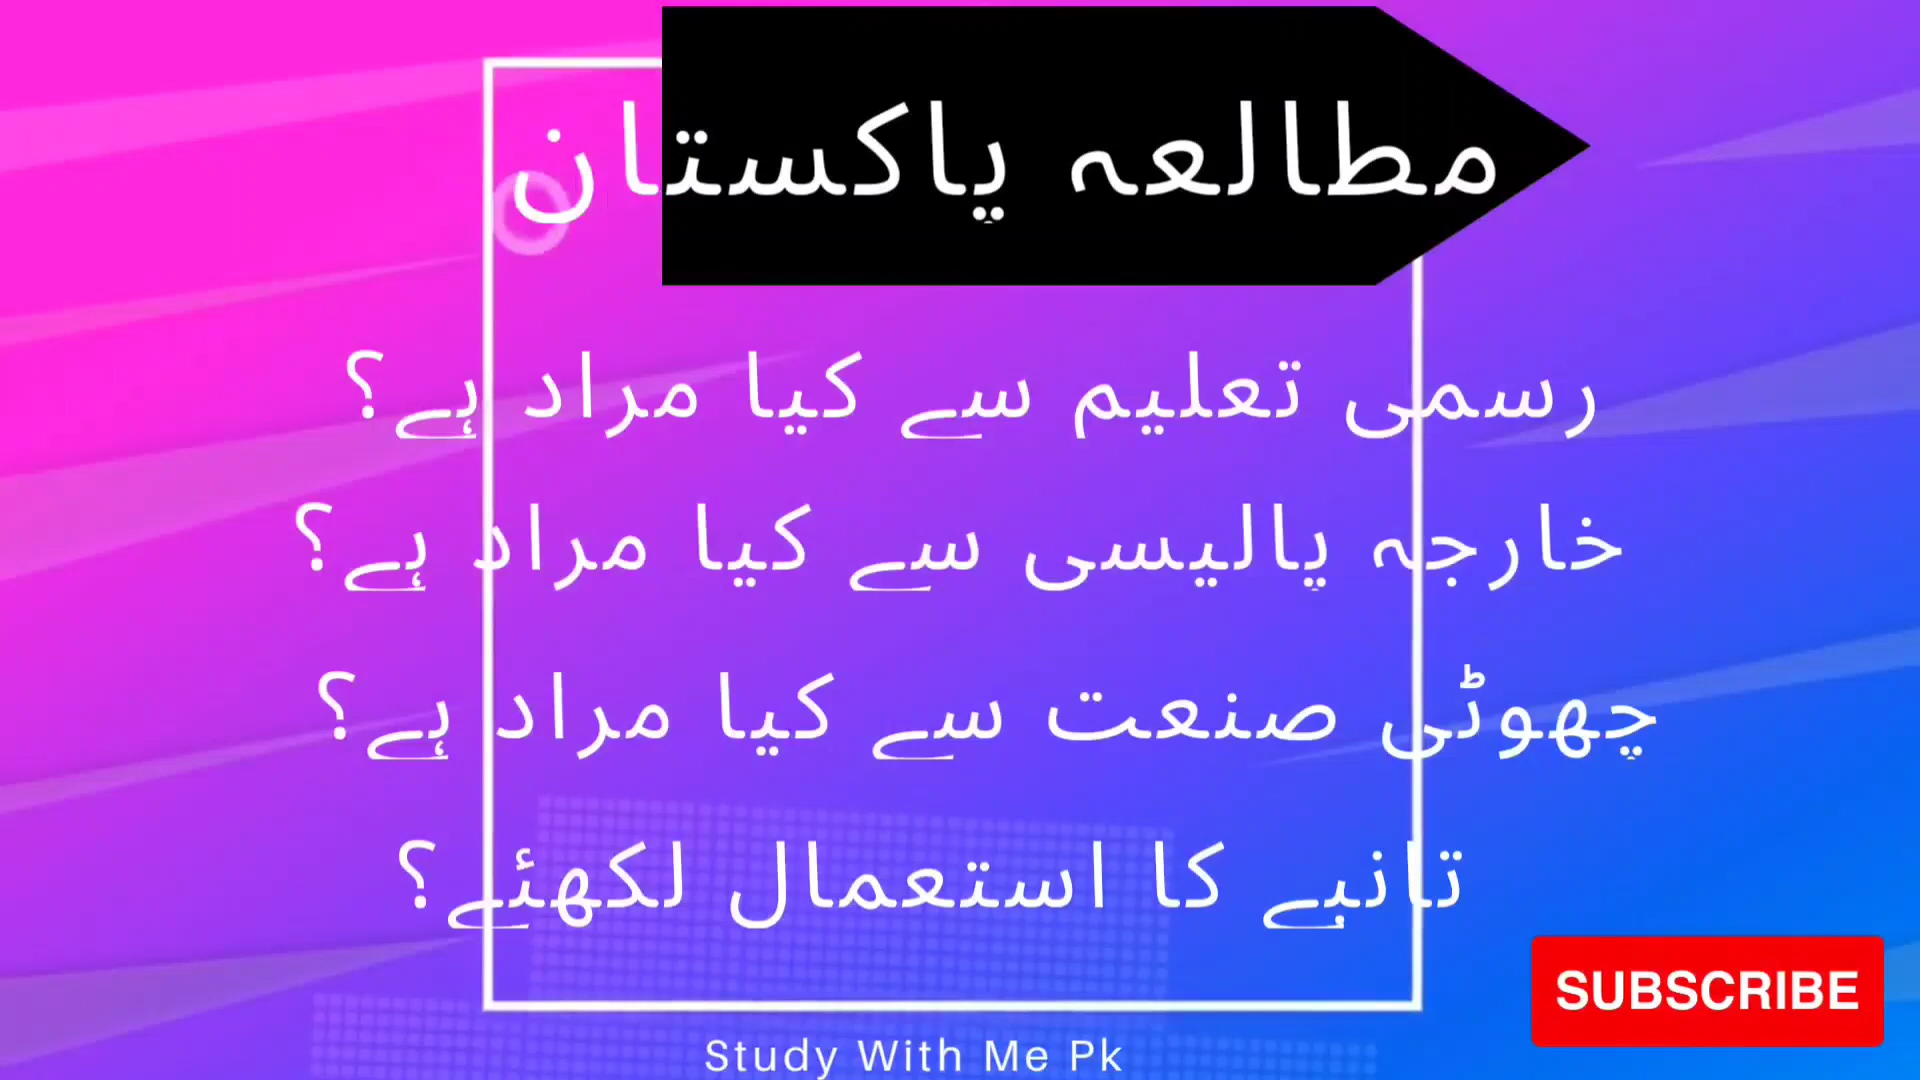 مطالعہ پاکستان
رسمی تعلیم سے کیا مراد ہے؟
خارجہ پالیسی سے کیا مراد ہے؟
چھوٹی صنعت سے کیا مراد ہے؟
تانبے کا استعمال لکھئے؟
SUBSCRIBE
Study With Me Pk